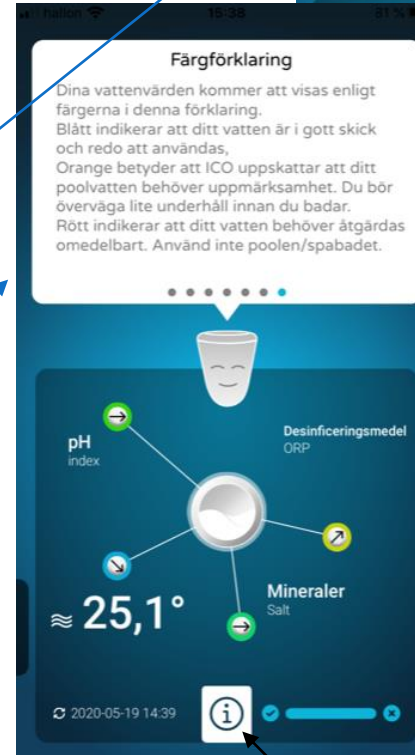 hallon 15:38 81 %
Färgförklaring
Dina vattenvärden kommer att visas enligt
färgerna i denna förklaring.
Blått indikerar att ditt vatten är i gott skick
och redo att användas,
Orange betyder att ICO uppskattar att ditt
poolvatten behöver uppmärksamhet. Du bör
överväga lite underhåll innan du badar.
Rött indikerar att ditt vatten behöver åtgärdas
omedelbart. Använd inte poolen/spabadet.
pH
index
Desinficeringsmedel
ORP
25,1°
Mineraler
Salt
2020-05-19 14:39